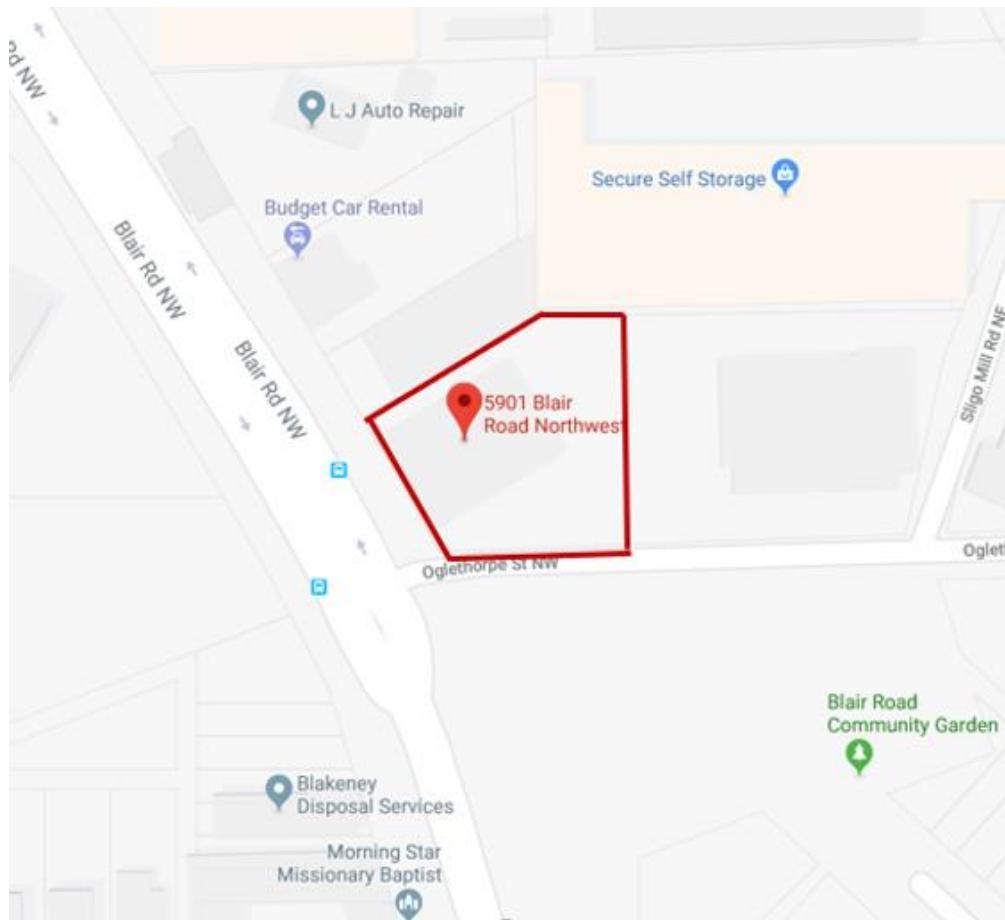 d Rd NW
L J Auto Repair
Secure Self Storage
Budget Car Rental
Blair Rd NW
Blair Rd NW
Sligo Mill Rd NE
5901 Blair
Road Northwest
Oglethorpe St NW
Oglet
Blair Road
Community Garden
Blakeney
Disposal Services
Morning Star
Missionary Baptist